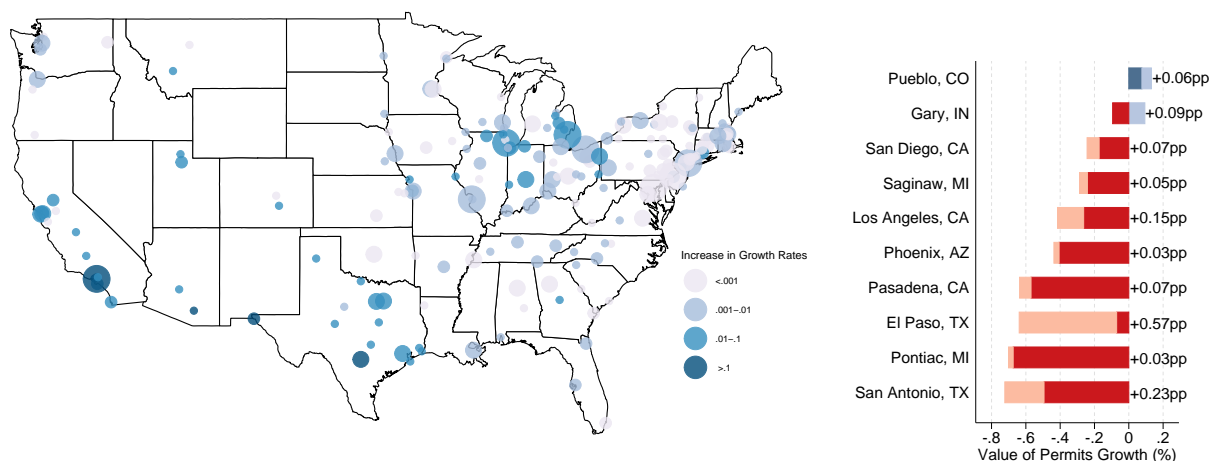 Increase in Growth Rates
<.001
.001–.01
.01–.1
>.1
Pueblo, CO +0.06pp
Gary, IN +0.09pp
San Diego, CA +0.07pp
Saginaw, MI +0.05pp
Los Angeles, CA +0.15pp
Phoenix, AZ +0.03pp
Pasadena, CA +0.07pp
El Paso, TX +0.57pp
Pontiac, MI +0.03pp
San Antonio, TX +0.23pp
-.8 -.6 -.4 -.2 0 .2
Value of Permits Growth (%)